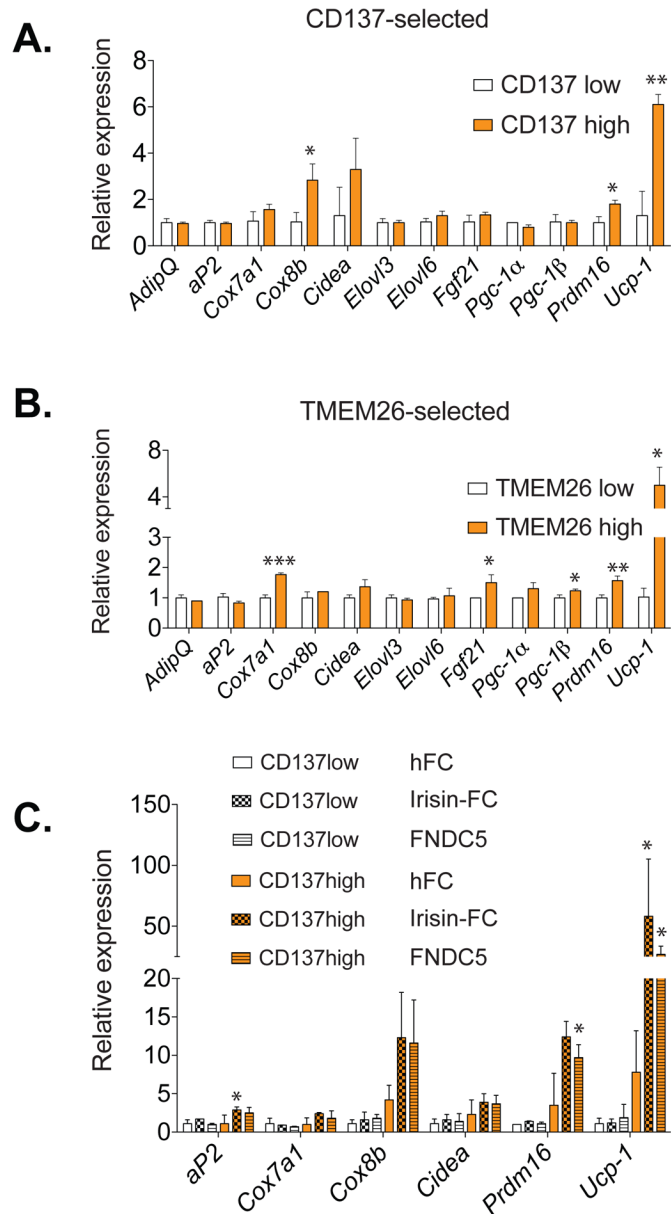 A.
CD137-selected
Relative expression
8
6
4
2
0
CD137 low
CD137 high
*
*
**
AdipQ
aP2
Cox7a1
Cox8b
Cidea
Elovl3
Elovl6
Fgf21
Pgc-1α
Pgc-1β
Prdm16
Ucp-1
B.
TMEM26-selected
Relative expression
8
4
3
2
1
0
TMEM26 low
TMEM26 high
***
*
*
**
*
AdipQ
aP2
Cox7a1
Cox8b
Cidea
Elovl3
Elovl6
Fgf21
Pgc-1α
Pgc-1β
Prdm16
Ucp-1
C.
CD137low hFC
CD137low Irisin-FC
CD137low FNDC5
CD137high hFC
CD137high Irisin-FC
CD137high FNDC5
Relative expression
150
100
50
20
15
10
5
0
*
*
*
*
aP2
Cox7a1
Cox8b
Cidea
Prdm16
Ucp-1